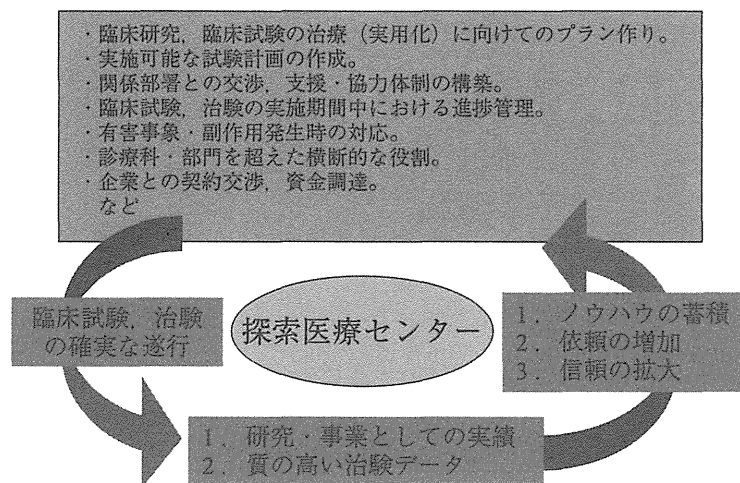 ・臨床研究，臨床試験の治療（実用化）に向けてのプラン作り。
・実施可能な試験計画の作成。
・関係部署との交渉，支援・協力体制の構築。
・臨床試験，治験の実施期間中における進捗管理。
・有害事象・副作用発生時の対応。
・診療科・部門を超えた横断的な役割。
・企業との契約交渉，資金調達。
など
臨床試験，治験
の確実な遂行
探索医療センター
1．ノウハウの蓄積
2．依頼の増加
3．信頼の拡大
1．研究・事業としての実績
2．質の高い治験データ